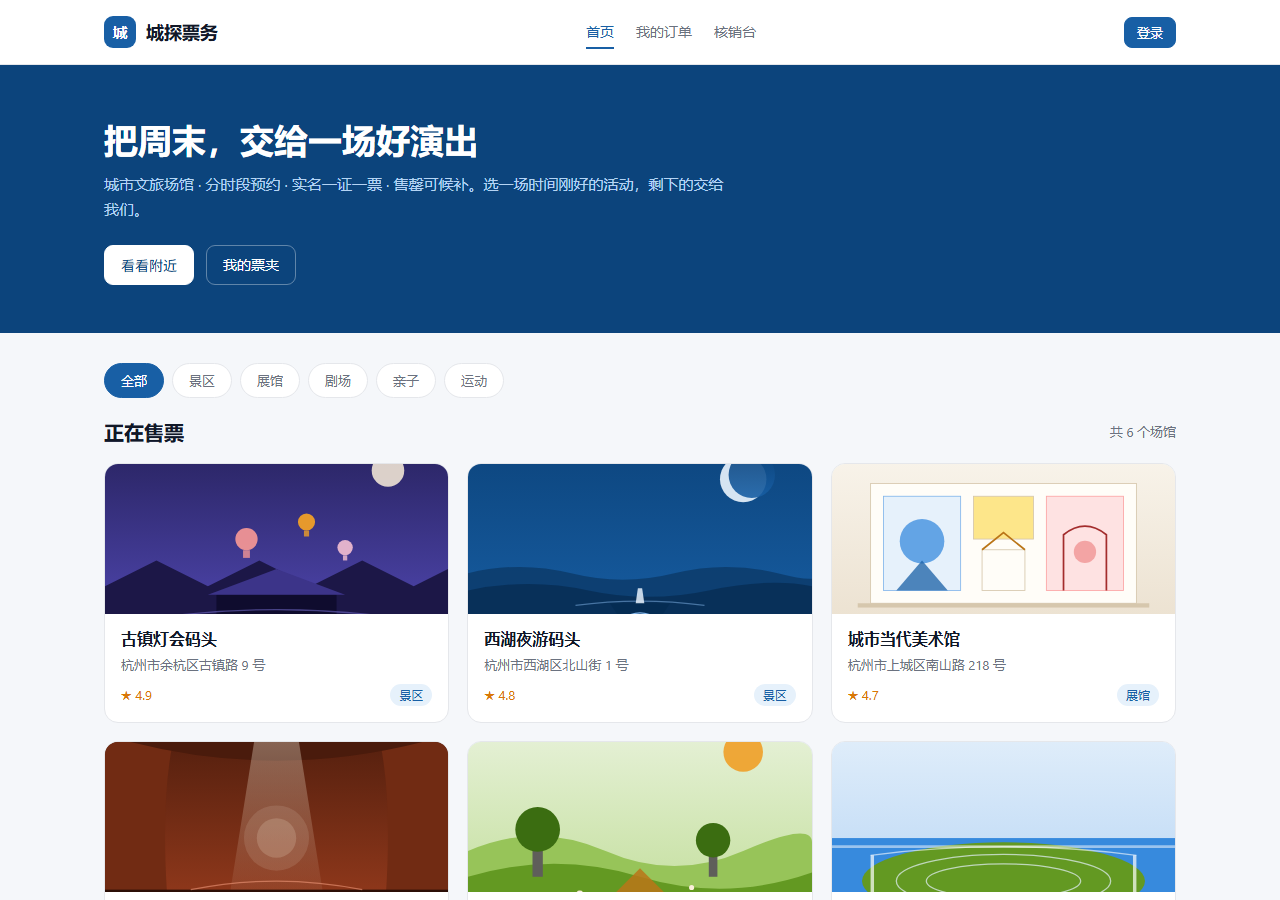 城 城探票务
首页 我的订单 核销台
登录
把周末，交给一场好演出
城市文旅场馆 · 分时段预约 · 实名一证一票 · 售罄可候补。选一场时间刚好的活动，剩下的交给
我们。
看看附近 我的票夹
全部 景区 展馆 剧场 亲子 运动
正在售票
共 6 个场馆
古镇灯会码头
杭州市余杭区古镇路 9 号
★ 4.9 景区
西湖夜游码头
杭州市西湖区北山街 1 号
★ 4.8 景区
城市当代美术馆
杭州市上城区南山路 218 号
★ 4.7 展馆